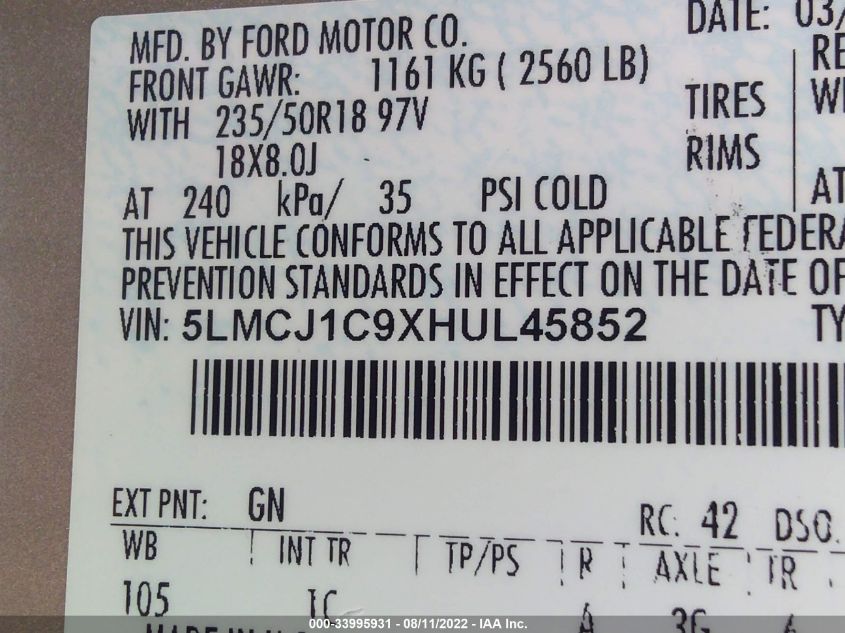 DATE: 03/
MFD. BY FORD MOTOR CO.
FRONT GAWR: 1161 KG ( 2560 LB)
WITH 235/50R18 97V TIRES
18X8.0J RIMS
AT 240 kPa/ 35 PSI COLD AT
THIS VEHICLE CONFORMS TO ALL APPLICABLE
PREVENTION STANDARDS IN EFFECT ON THE DATE OF
VIN: 5LMCJ1C9XHUL45852 TY
EXT PNT: GN RC: 42 DSO.
WB INT TR TP/PS R AXLE TR
105 A 3G
000-33995931 - 08/11/2022 - IAA Inc.